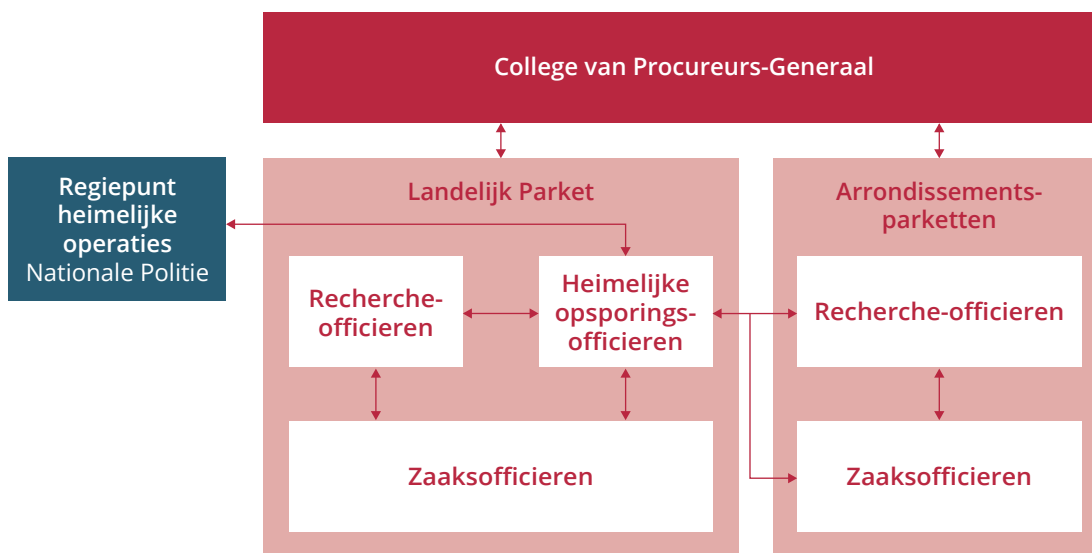 College van Procureurs-Generaal
Regiepunt
heimelijke
operaties
Nationale Politie
Landelijk Parket
Recherche-
officieren
Heimelijke
opsporings-
officieren
Zaaksofficieren
Arrondissements-
parketten
Recherche-officieren
Zaaksofficieren